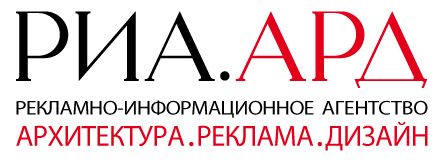 РИА.АРД
РЕКЛАМНО-ИНФОРМАЦИОННОЕ АГЕНТСТВО
АРХИТЕКТУРА.РЕКЛАМА.ДИЗАЙН